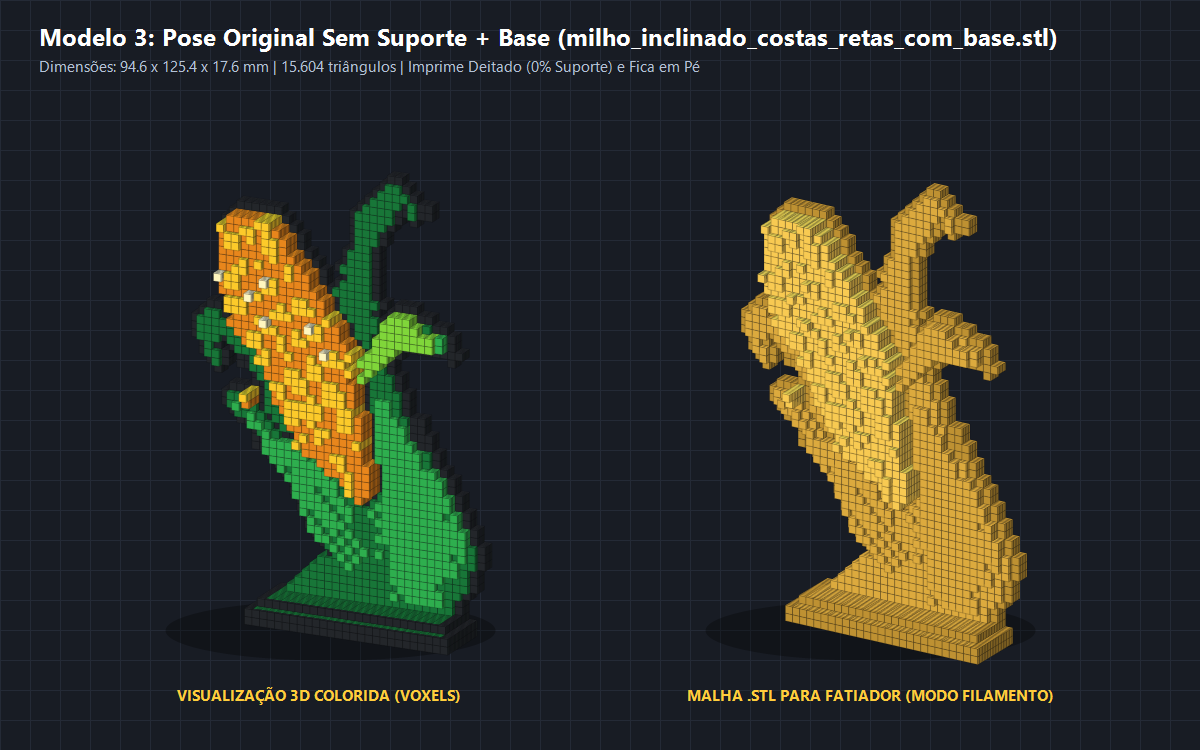 Modelo 3: Pose Original Sem Suporte + Base (milho_inclinado_costas_retas_com_base.stl)
Dimensões: 94.6 x 125.4 x 17.6 mm | 15.604 triângulos | Imprime Deitado (0% Suporte) e Fica em Pé
VISUALIZAÇÃO 3D COLORIDA (VOXELS)
MALHA .STL PARA FATIADOR (MODO FILAMENTO)